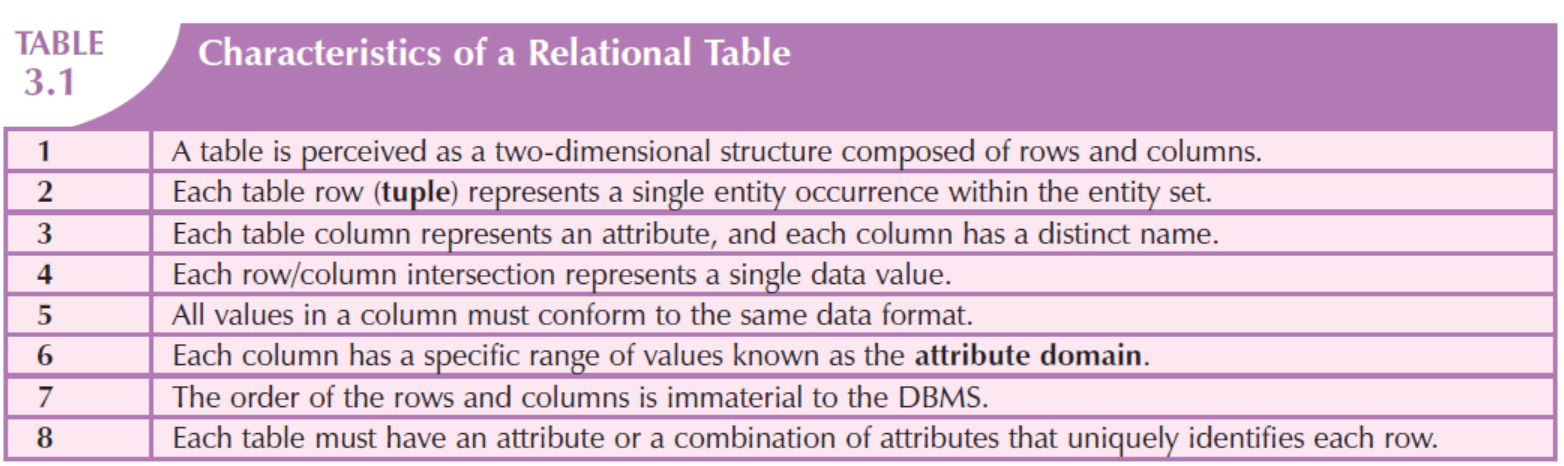 TABLE
3.1
Characteristics of a Relational Table
1 A table is perceived as a two-dimensional structure composed of rows and columns.
2 Each table row (tuple) represents a single entity occurrence within the entity set.
3 Each table column represents an attribute, and each column has a distinct name.
4 Each row/column intersection represents a single data value.
5 All values in a column must conform to the same data format.
6 Each column has a specific range of values known as the attribute domain.
7 The order of the rows and columns is immaterial to the DBMS.
8 Each table must have an attribute or a combination of attributes that uniquely identifies each row.